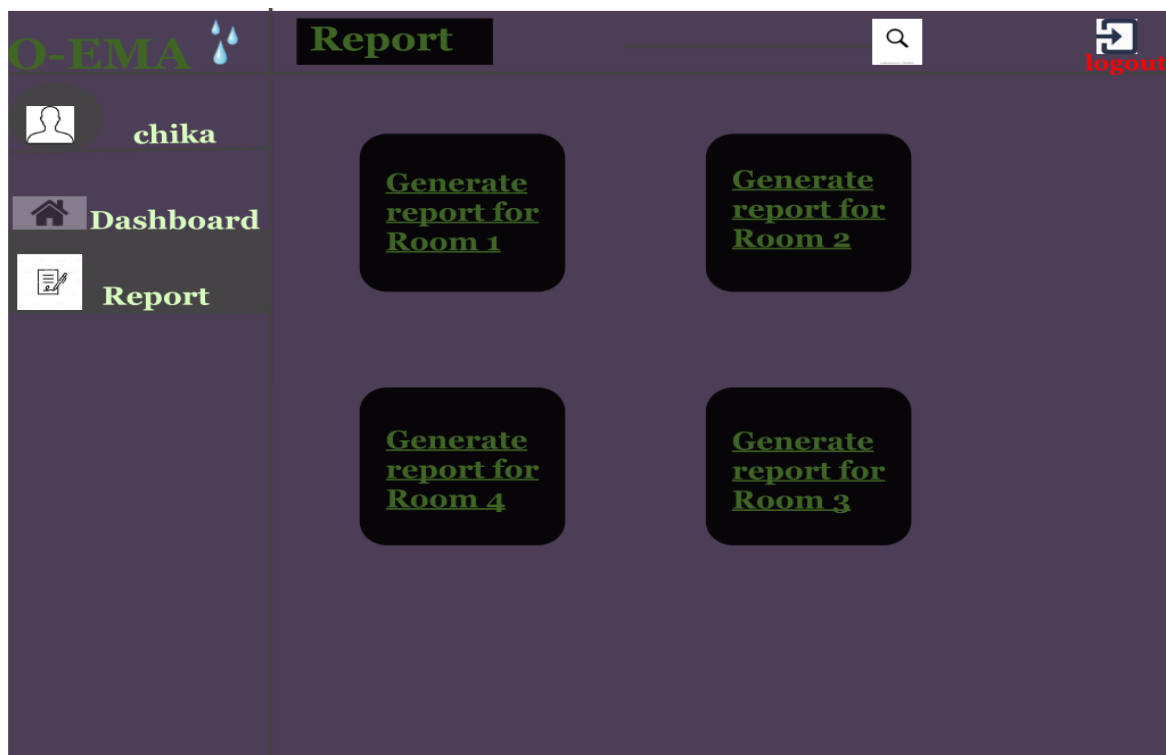 O-EMA
Report
logout
chika
Dashboard
Report
Generate
report for
Room 1
Generate
report for
Room 2
Generate
report for
Room 4
Generate
report for
Room 3